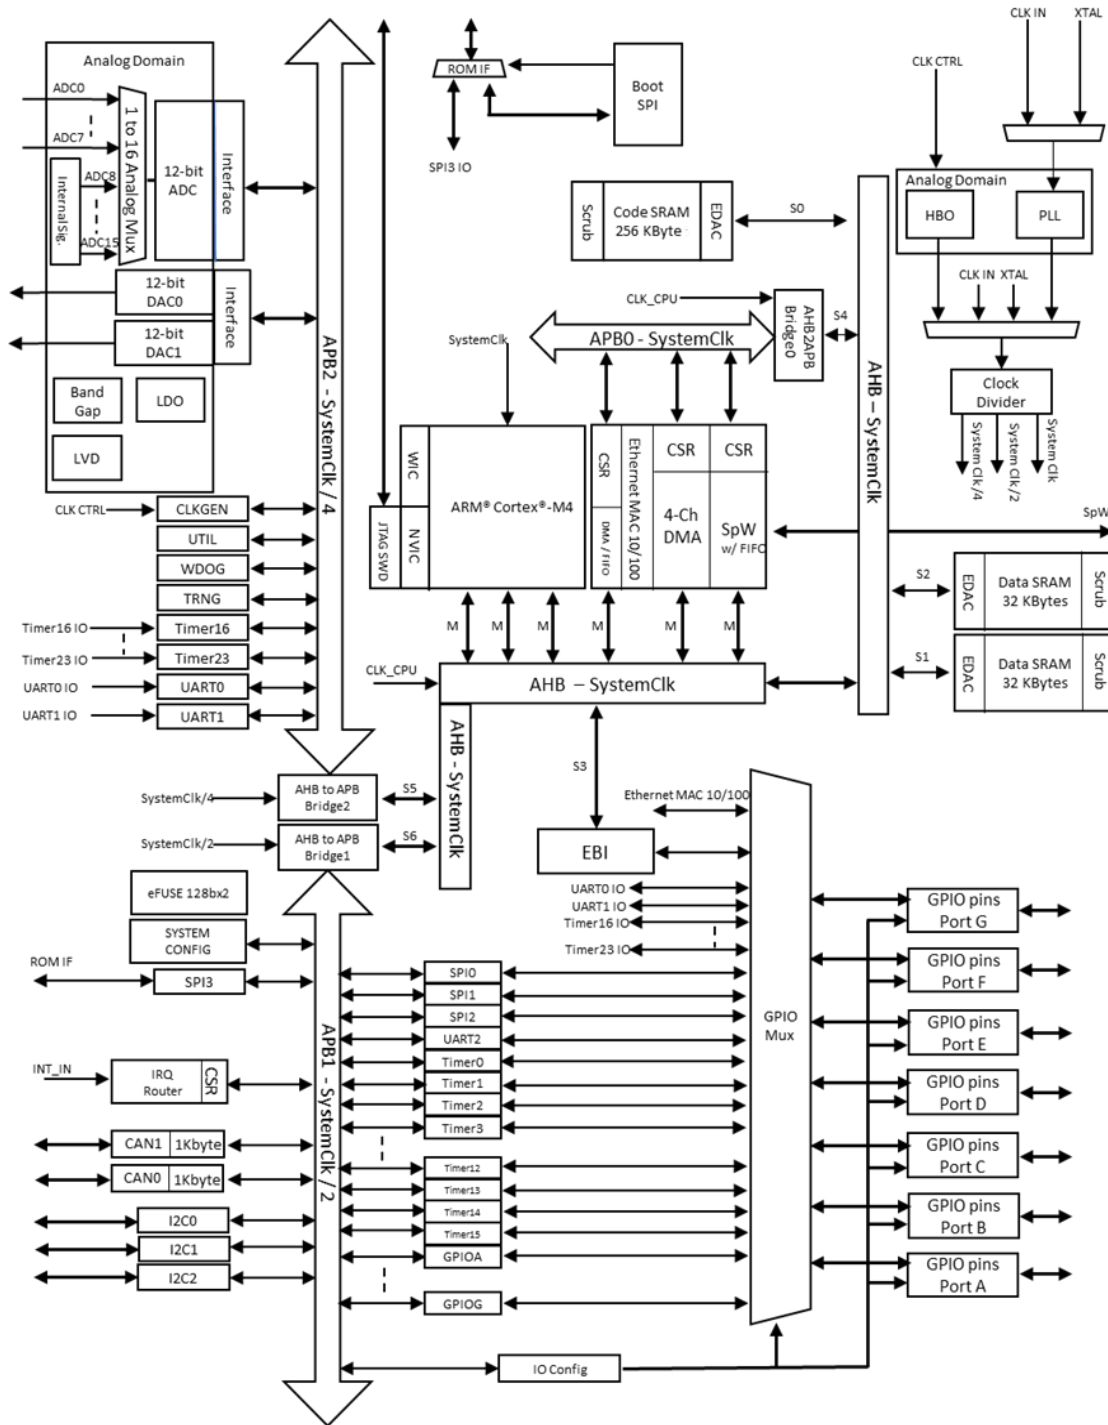 CLK IN
XTAL
Analog Domain
ADC0
ADC7
Internal Sig.
ADC8
ADC15
1 to 16 Analog Mux
12-bit
ADC
Interface
12-bit
DAC0
12-bit
DAC1
Interface
Band
Gap
LDO
LVD
APB2 - SystemClk / 4
ROM IF
Boot
SPI
SPI3 IO
CLK CTRL
Analog Domain
HBO
PLL
CLK IN
XTAL
Clock
Divider
System Clk/4
System Clk/2
System Clk
Scrub
Code SRAM
256 KByte
EDAC
S0
CLK_CPU
AHB2APB
Bridge0
S4
APB0 - SystemClk
SystemClk
AHB – SystemClk
WIC
NVIC
JTAG SWD
ARM® Cortex®-M4
CSR
DMA / FIFO
Ethernet MAC 10/100
CSR
4-Ch
DMA
CSR
SpW
w/ FIFO
SpW
S2
EDAC
Data SRAM
32 KBytes
Scrub
S1
EDAC
Data SRAM
32 KBytes
Scrub
M
M
M
M
M
M
CLK_CPU
AHB – SystemClk
AHB - SystemClk
CLK CTRL
CLKGEN
UTIL
WDOG
TRNG
Timer16 IO
Timer16
Timer23 IO
Timer23
UART0 IO
UART0
UART1 IO
UART1
SystemClk/4
AHB to APB
Bridge2
S5
SystemClk/2
AHB to APB
Bridge1
S6
S3
Ethernet MAC 10/100
EBI
UART0 IO
UART1 IO
Timer16 IO
Timer23 IO
eFUSE 128bx2
SYSTEM
CONFIG
ROM IF
SPI3
INT_IN
IRQ
Router
CSR
CAN1
1Kbyte
CAN0
1Kbyte
I2C0
I2C1
I2C2
APB1 - SystemClk / 2
SPI0
SPI1
SPI2
UART2
Timer0
Timer1
Timer2
Timer3
Timer12
Timer13
Timer14
Timer15
GPIOA
GPIOG
IO Config
GPIO
Mux
GPIO pins
Port G
GPIO pins
Port F
GPIO pins
Port E
GPIO pins
Port D
GPIO pins
Port C
GPIO pins
Port B
GPIO pins
Port A